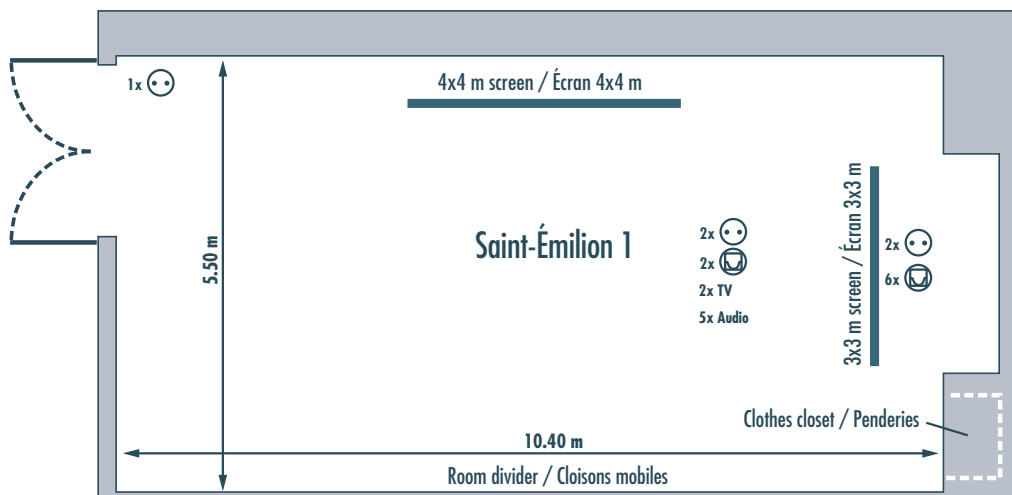 1x
4x4 m screen / Écran 4x4 m
5.50 m
Saint-Émilion 1
2x
2x
2x TV
5x Audio
3x3 m screen / Écran 3x3 m
2x
6x
Clothes closet / Penderies
10.40 m
Room divider / Cloisons mobiles